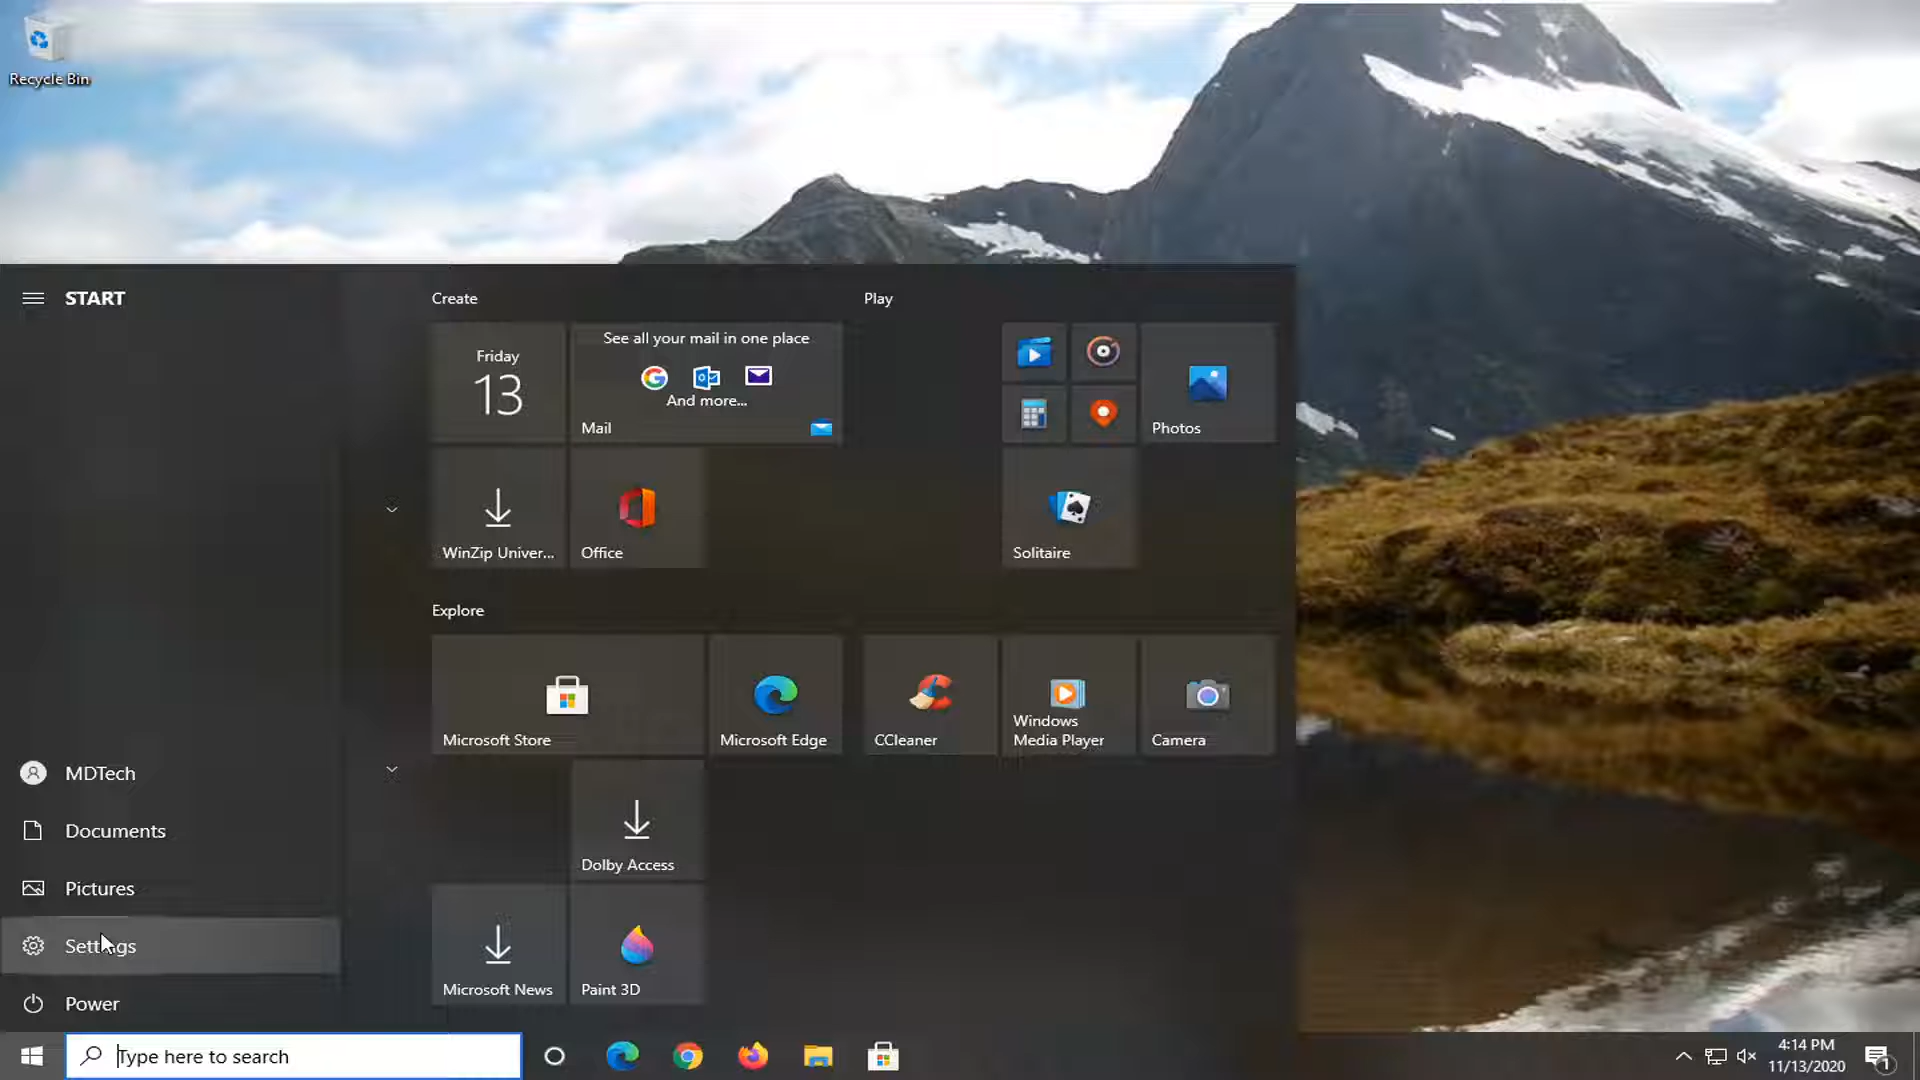 Recycle Bin
START
Create
Play
Friday
13
See all your mail in one place
And more...
Mail
Photos
WinZip Univer...
Office
Solitaire
Explore
Microsoft Store
Microsoft Edge
CCleaner
Windows
Media Player
Camera
MDTech
Documents
Dolby Access
Pictures
Settings
Microsoft News
Paint 3D
Power
Type here to search
4:14 PM
11/13/2020
1